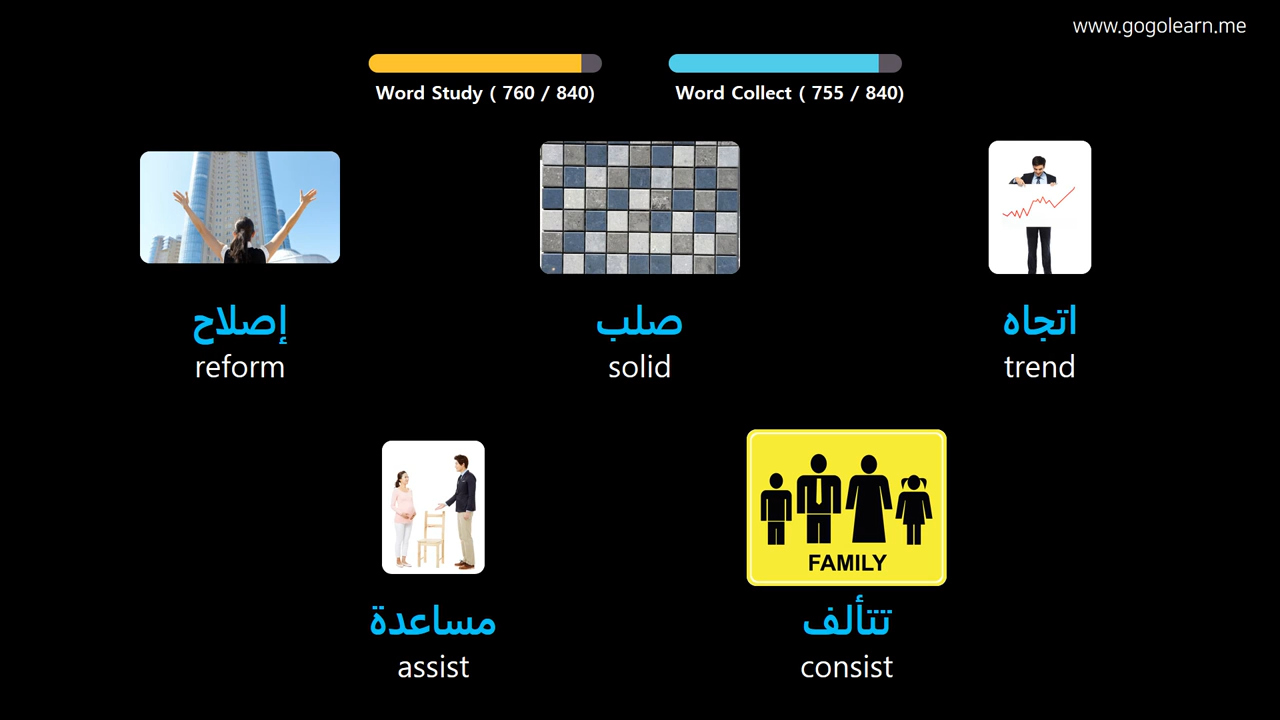 www.gogolearn.me
Word Study ( 760 / 840)
Word Collect ( 755 / 840)
إصلاح
reform
صلب
solid
اتجاه
trend
FAMILY
مساعدة
assist
تتألف
consist